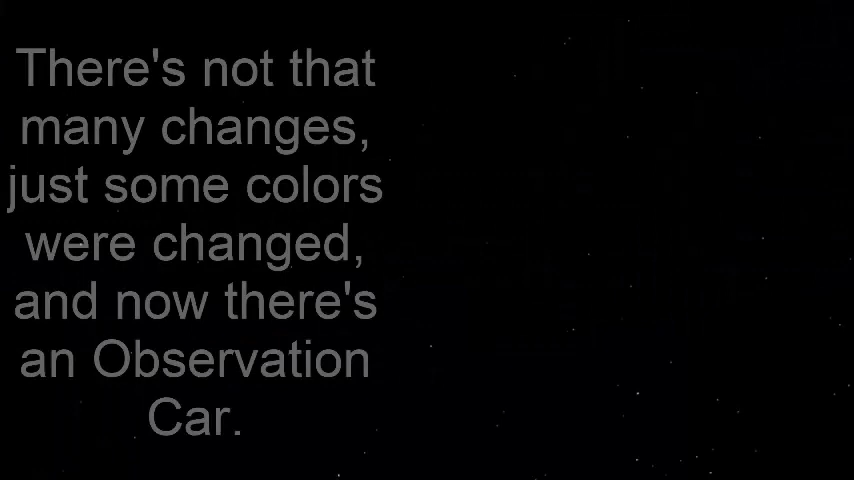 There's not that
many changes,
just some colors
were changed,
and now there's
an Observation
Car.